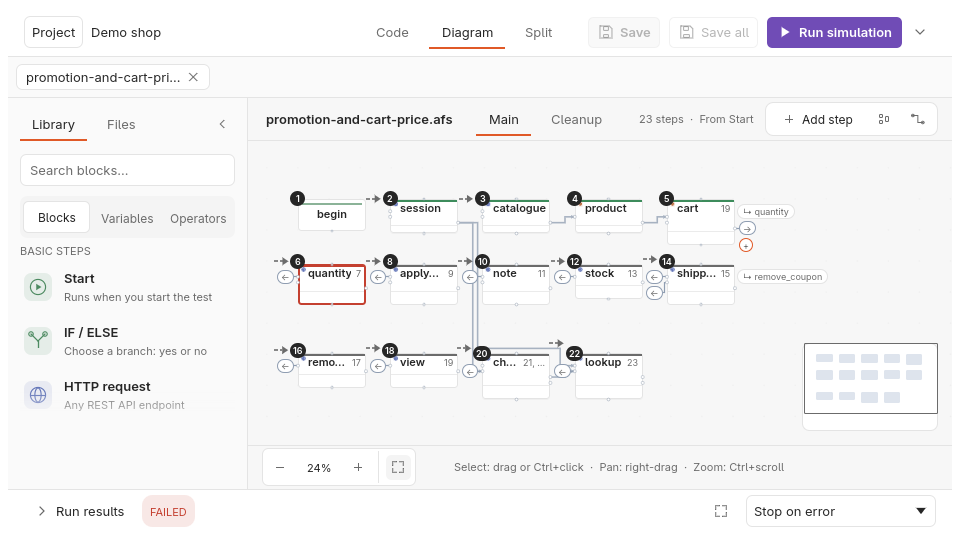 Project Demo shop Code Diagram Split Save Save all Run simulation
promotion-and-cart-pri...
Library Files promotion-and-cart-price.afs Main Cleanup 23 steps · From Start Add step
Search blocks...
Blocks Variables Operators
BASIC STEPS
Start
Runs when you start the test
IF / ELSE
Choose a branch: yes or no
HTTP request
Any REST API endpoint
1 begin 2 session 3 catalogue 4 product 5 cart 19 quantity
6 quantity 7 8 apply... 9 10 note 11 12 stock 13 14 shipp... 15 remove_coupon
16 remo... 17 18 view 19 20 ch... 21, ... 22 lookup 23
24% Select: drag or Ctrl+click · Pan: right-drag · Zoom: Ctrl+scroll
Run results FAILED Stop on error